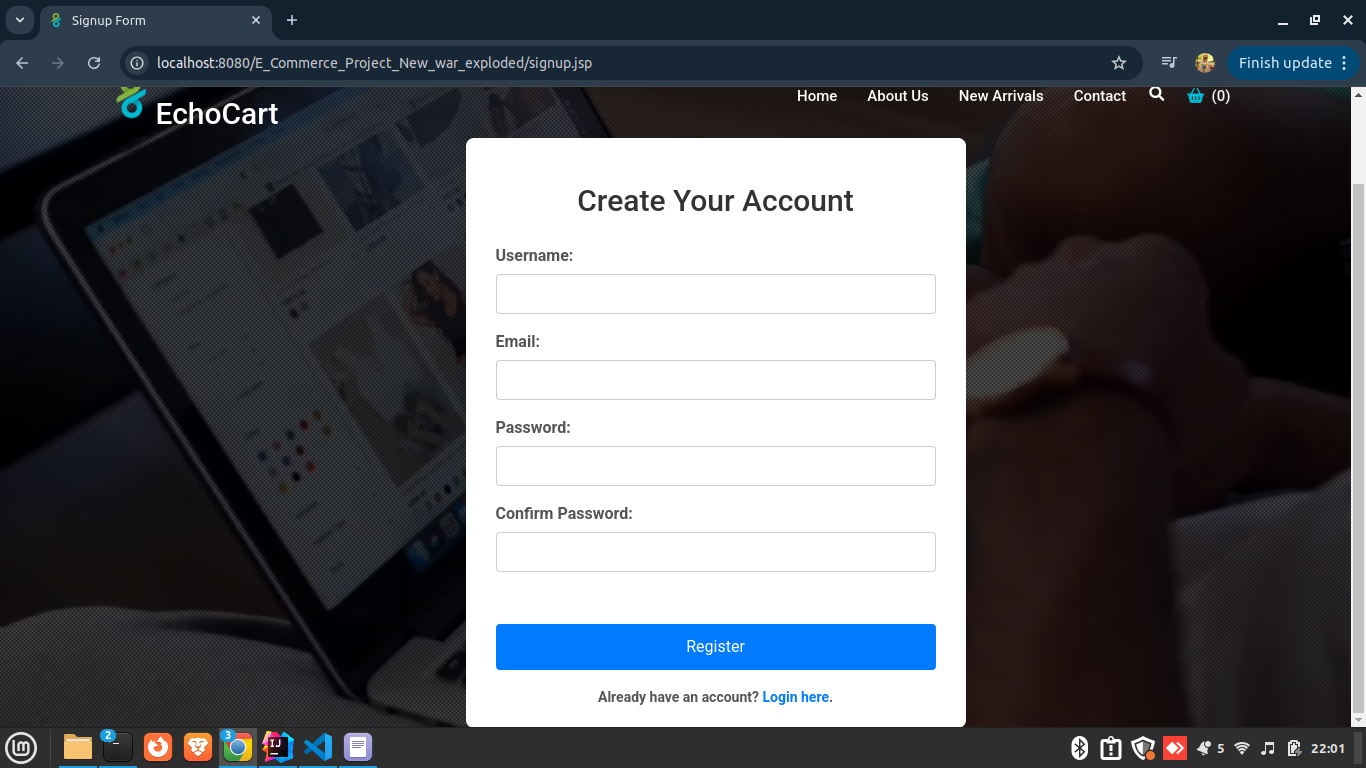 Signup Form
localhost:8080/E_Commerce_Project_New_war_exploded/signup.jsp
Finish update
EchoCart
Home About Us New Arrivals Contact (0)
Create Your Account
Username:
Email:
Password:
Confirm Password:
Register
Already have an account? Login here.
2 3 5 22:01